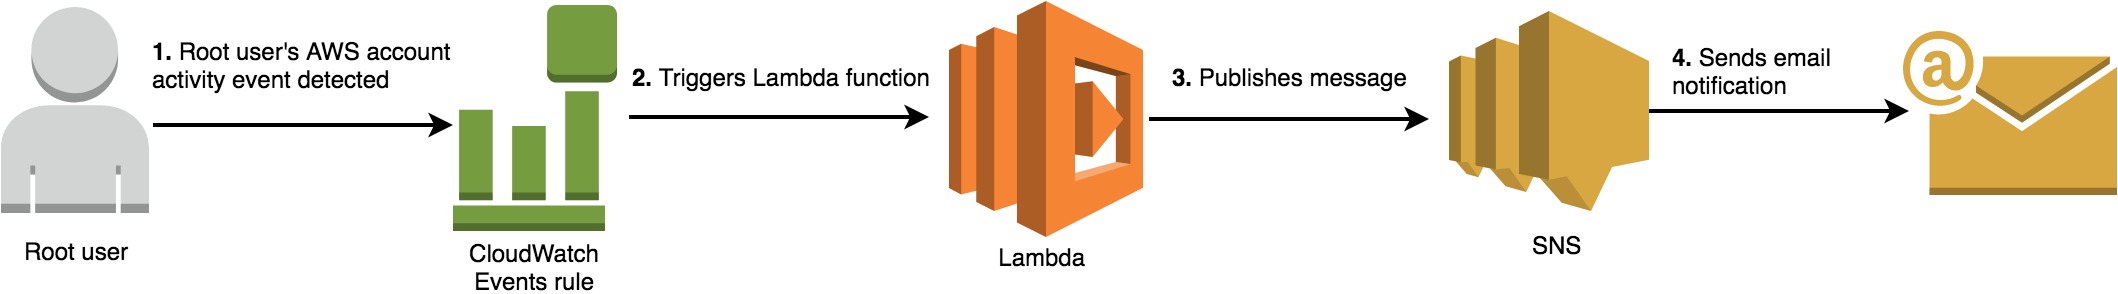 1. Root user's AWS account
activity event detected
2. Triggers Lambda function
3. Publishes message
4. Sends email
notification
@
Root user
CloudWatch
Events rule
Lambda
SNS